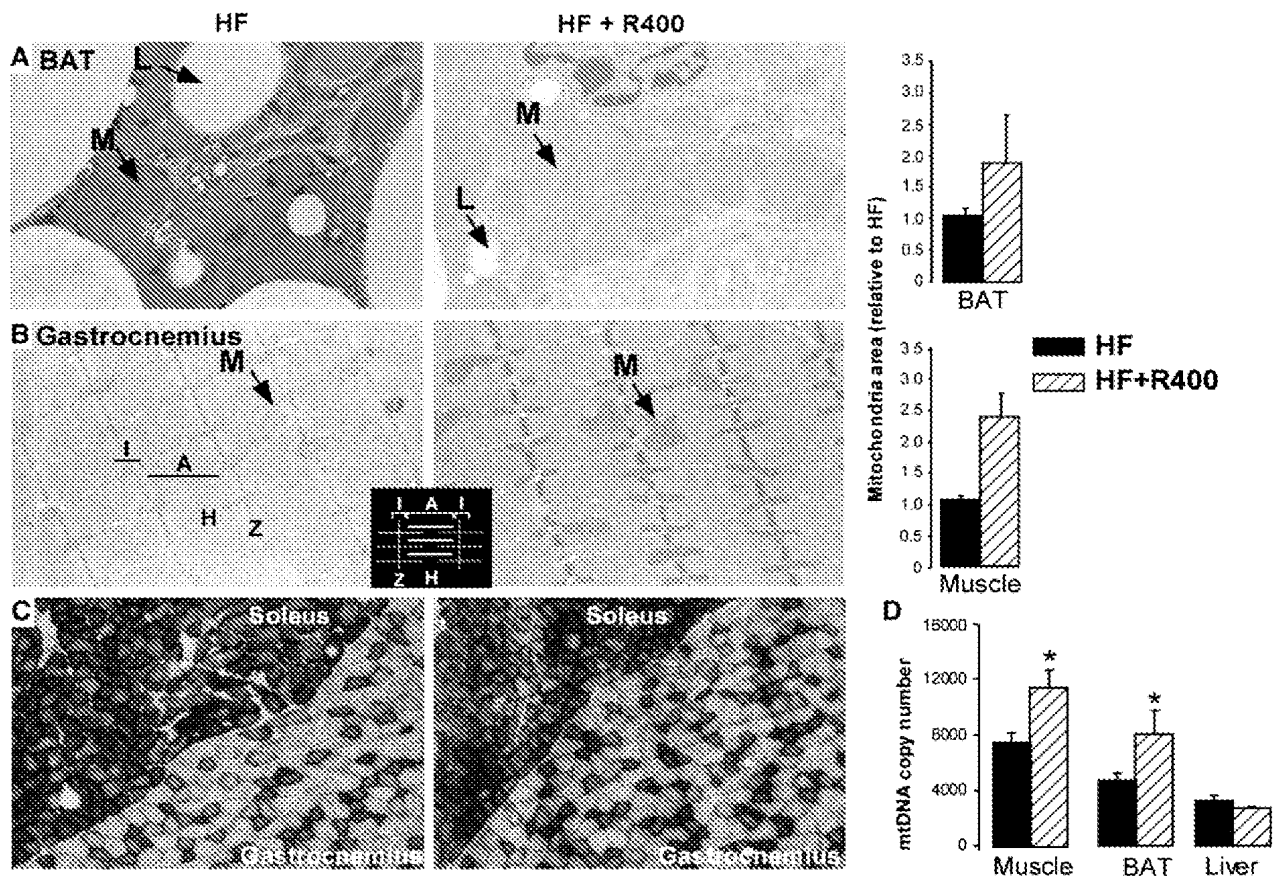 HF
HF + R400
A BAT
L
M
M
L
3.5
3.0
2.5
2.0
1.5
1.0
0.5
0
BAT
Mitochondria area (relative to HF)
B Gastrocnemius
M
I
A
H
Z
M
I A I
Z H
3.5
3.0
2.5
2.0
1.5
1.0
0.5
0
Muscle
HF
HF+R400
C
Soleus
Gastrocnemius
Soleus
Gastrocnemius
D
mtDNA copy number
15000
12000
8000
4000
0
*
*
Muscle BAT Liver